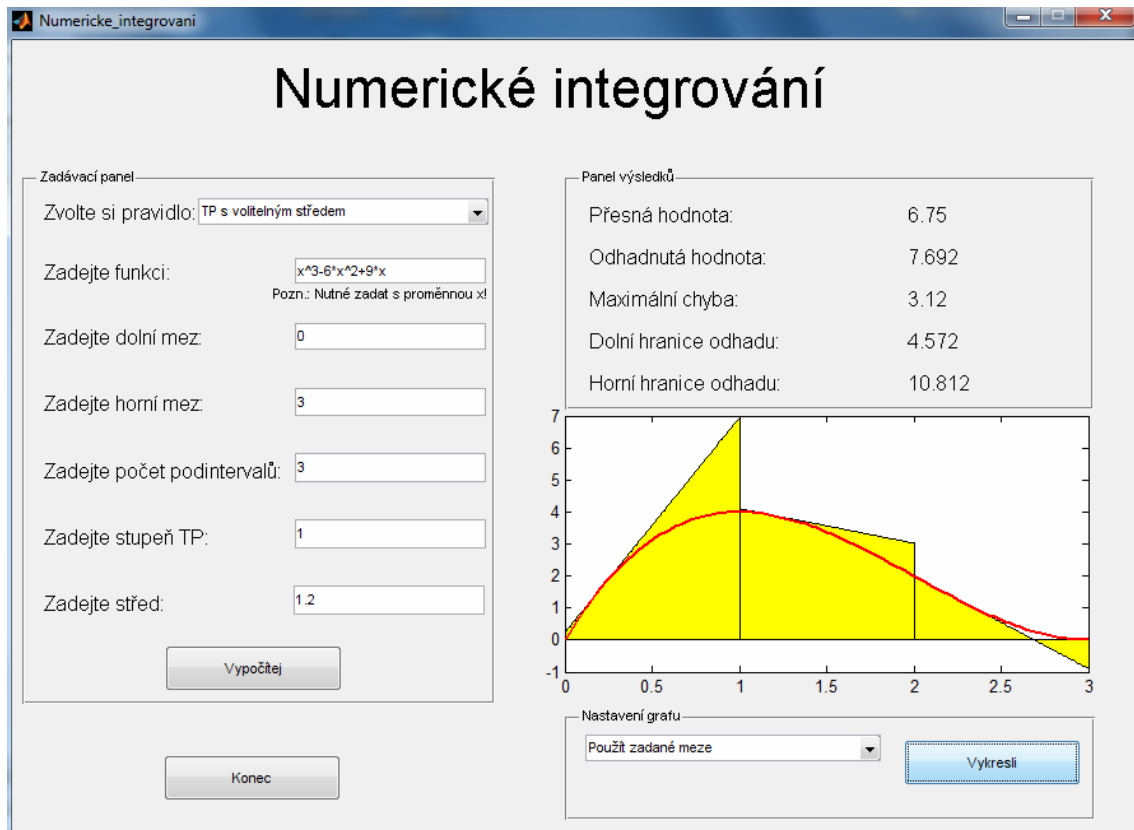 Numericke_integrovani
Numerické integrování
Zadávací panel
Zvolte si pravidlo: TP s volitelným středem
Zadejte funkci: x^3-6*x^2+9*x
Pozn.: Nutné zadat s proměnnou x!
Zadejte dolní mez: 0
Zadejte horní mez: 3
Zadejte počet podintervalů: 3
Zadejte stupeň TP: 1
Zadejte střed: 1.2
Vypočítej
Konec
Panel výsledků
Přesná hodnota: 6.75
Odhadnutá hodnota: 7.692
Maximální chyba: 3.12
Dolní hranice odhadu: 4.572
Horní hranice odhadu: 10.812
7
6
5
4
3
2
1
0
-1
0 0.5 1 1.5 2 2.5 3
Nastavení grafu
Použít zadané meze
Vykresli